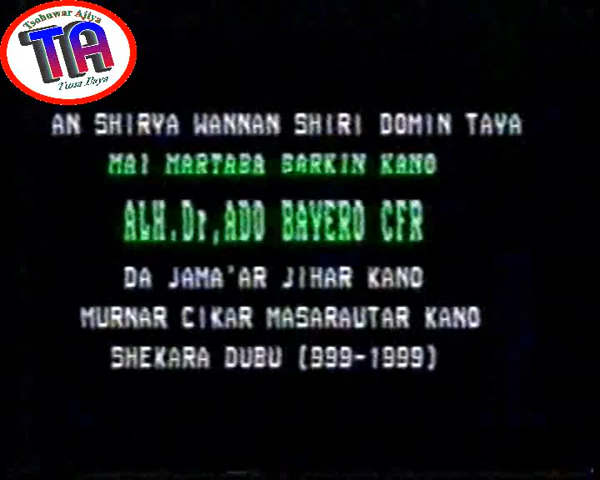 Tsohuwar Ajiya
TA
Tuna Baya
AN SHIRYA WANNAN SHIRI DOMIN TAYA
MAI MARTABA SARKIN KANO
ALH.Dr,ADO BAYERO CFR
DA JAMA'AR JIHAR KANO
MURNAR CIKAR MASARAUTAR KANO
SHEKARA DUBU (999-1999)